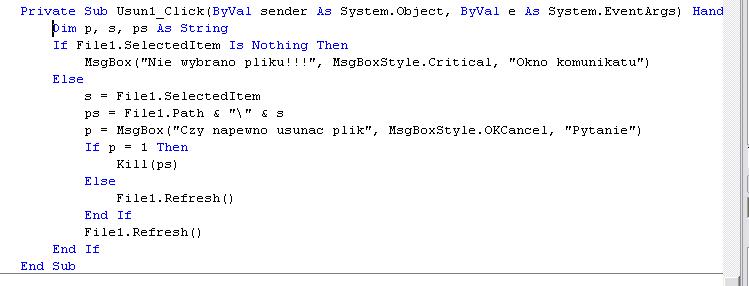 Private Sub Usun1_Click(ByVal sender As System.Object, ByVal e As System.EventArgs) Hand
Dim p, s, ps As String
If File1.SelectedItem Is Nothing Then
MsgBox("Nie wybrano pliku!!!", MsgBoxStyle.Critical, "Okno komunikatu")
Else
s = File1.SelectedItem
ps = File1.Path & "\" & s
p = MsgBox("Czy napewno usunac plik", MsgBoxStyle.OKCancel, "Pytanie")
If p = 1 Then
Kill(ps)
Else
File1.Refresh()
End If
File1.Refresh()
End If
End Sub